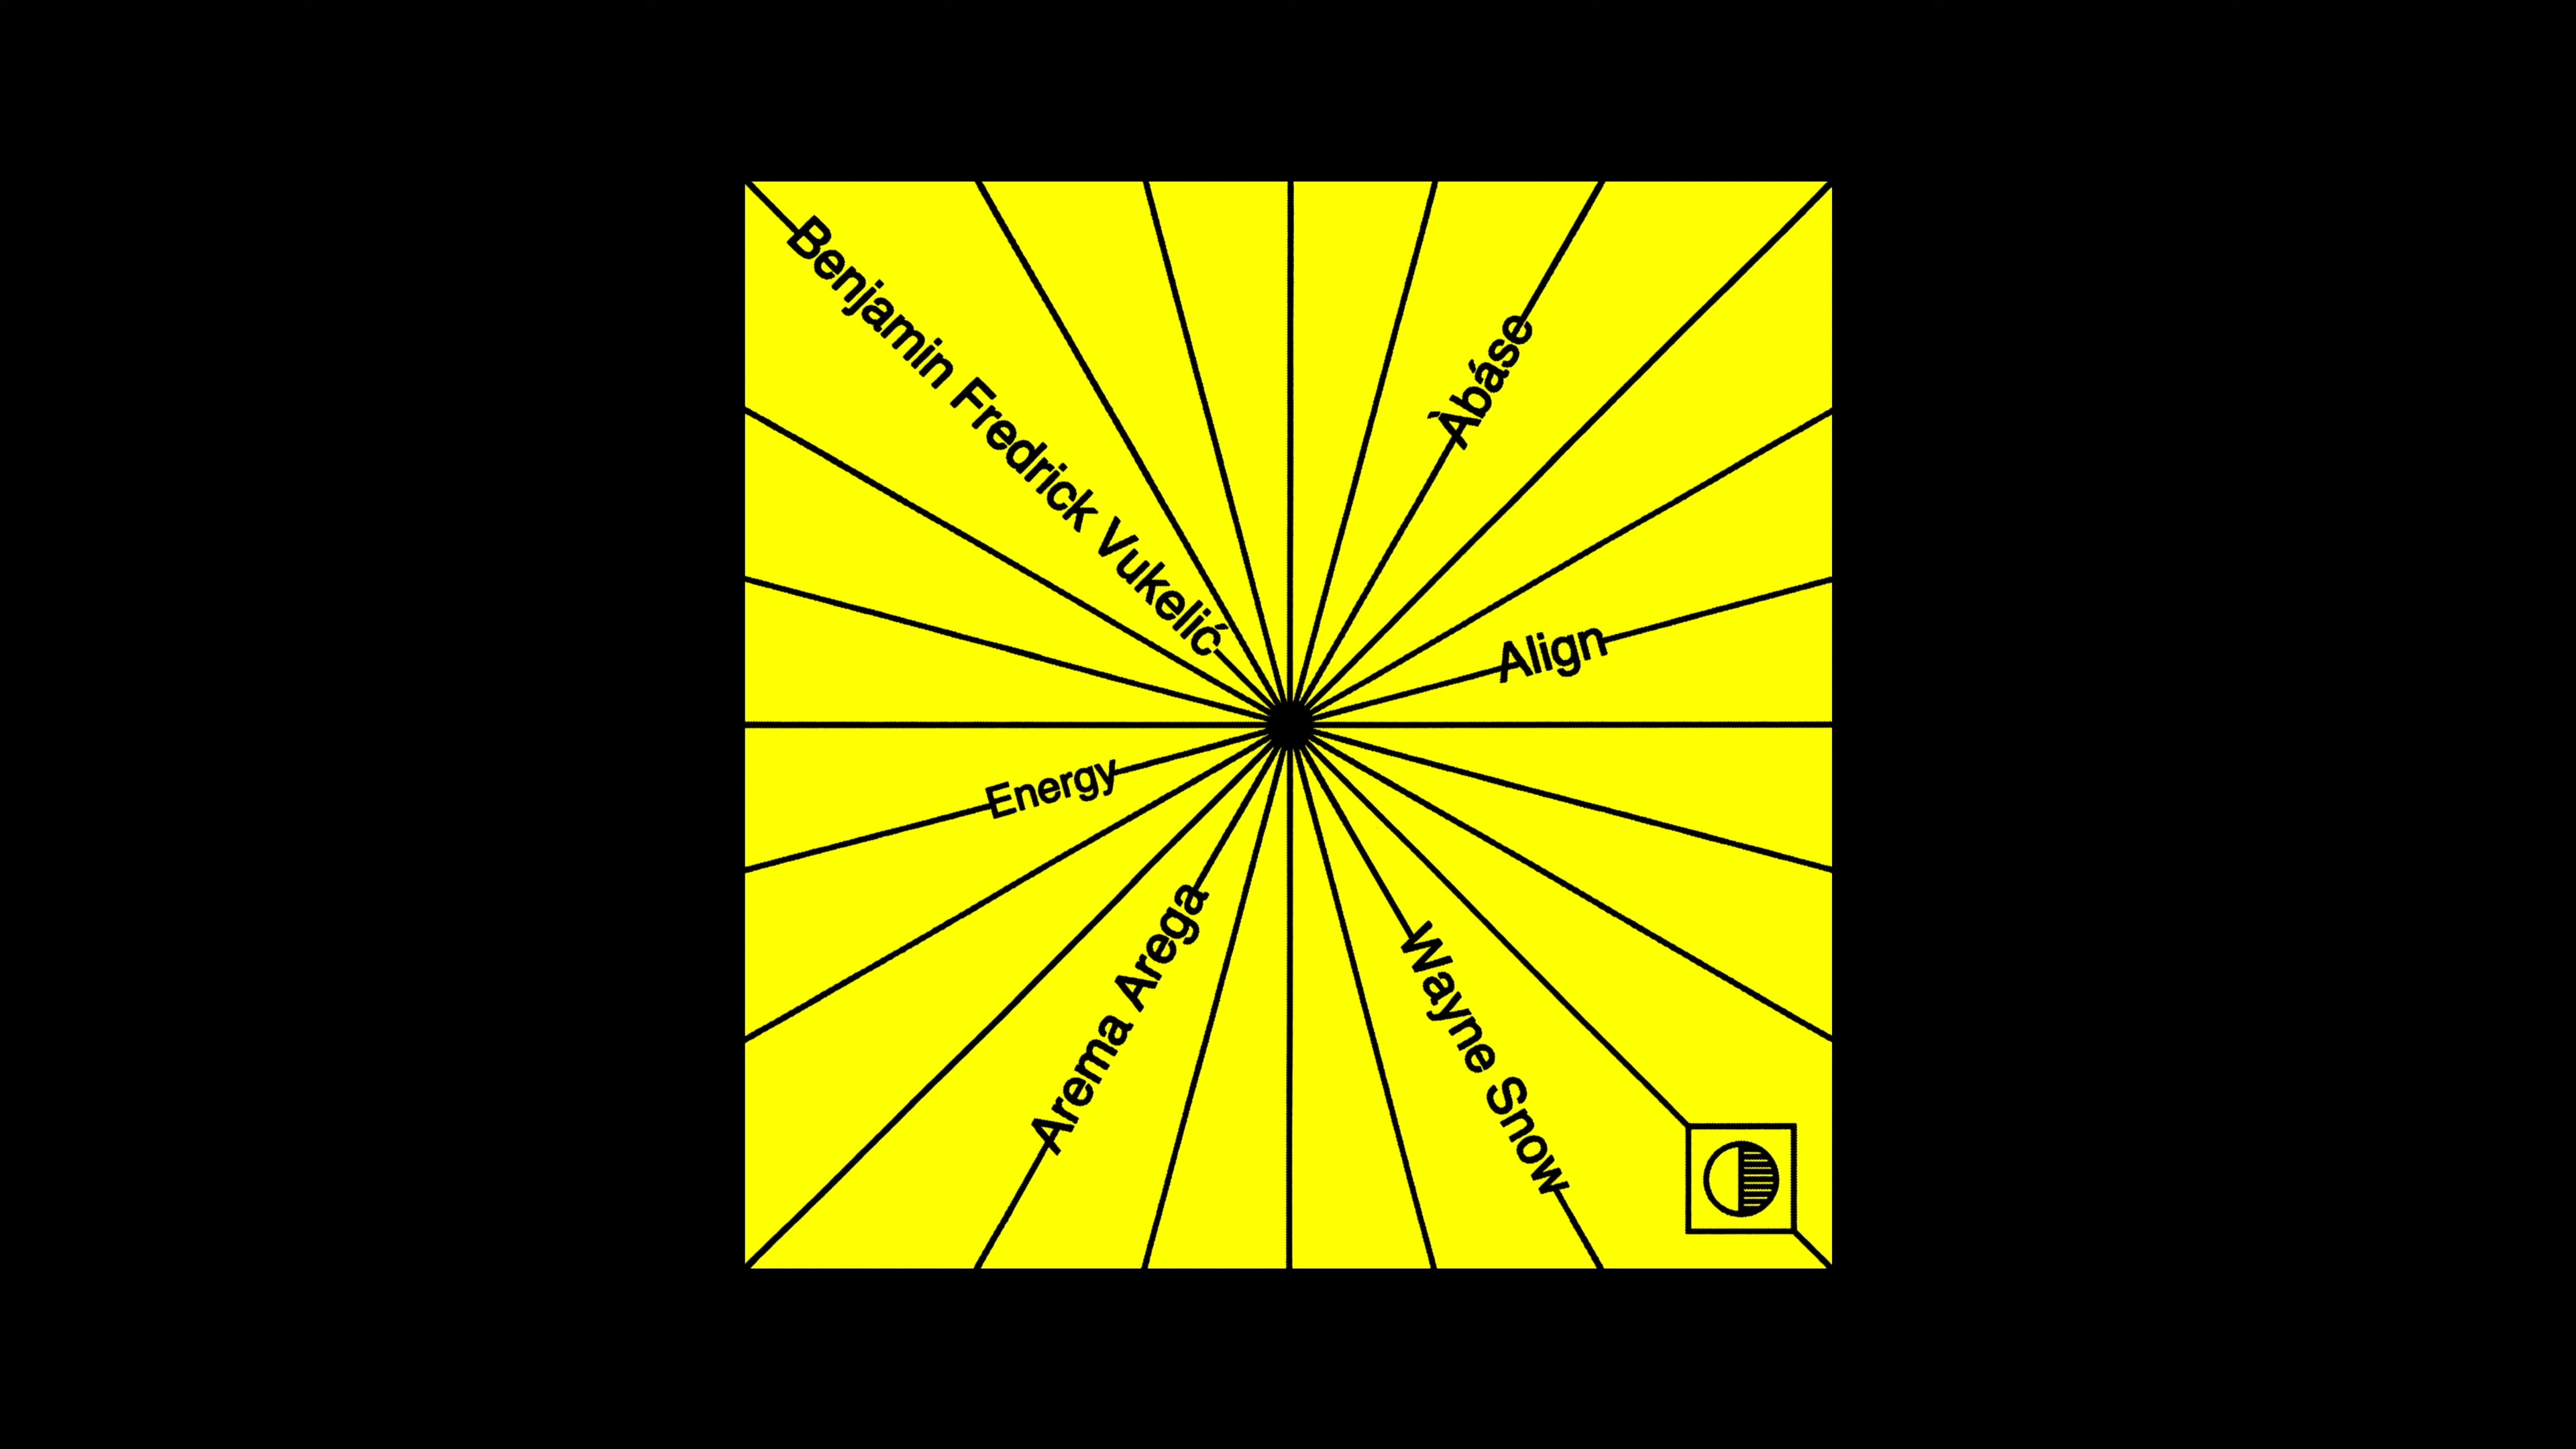 Benjamin Fredrick Vukelić
Àbáse
Align
Energy
Arema Arega
Wayne Snow